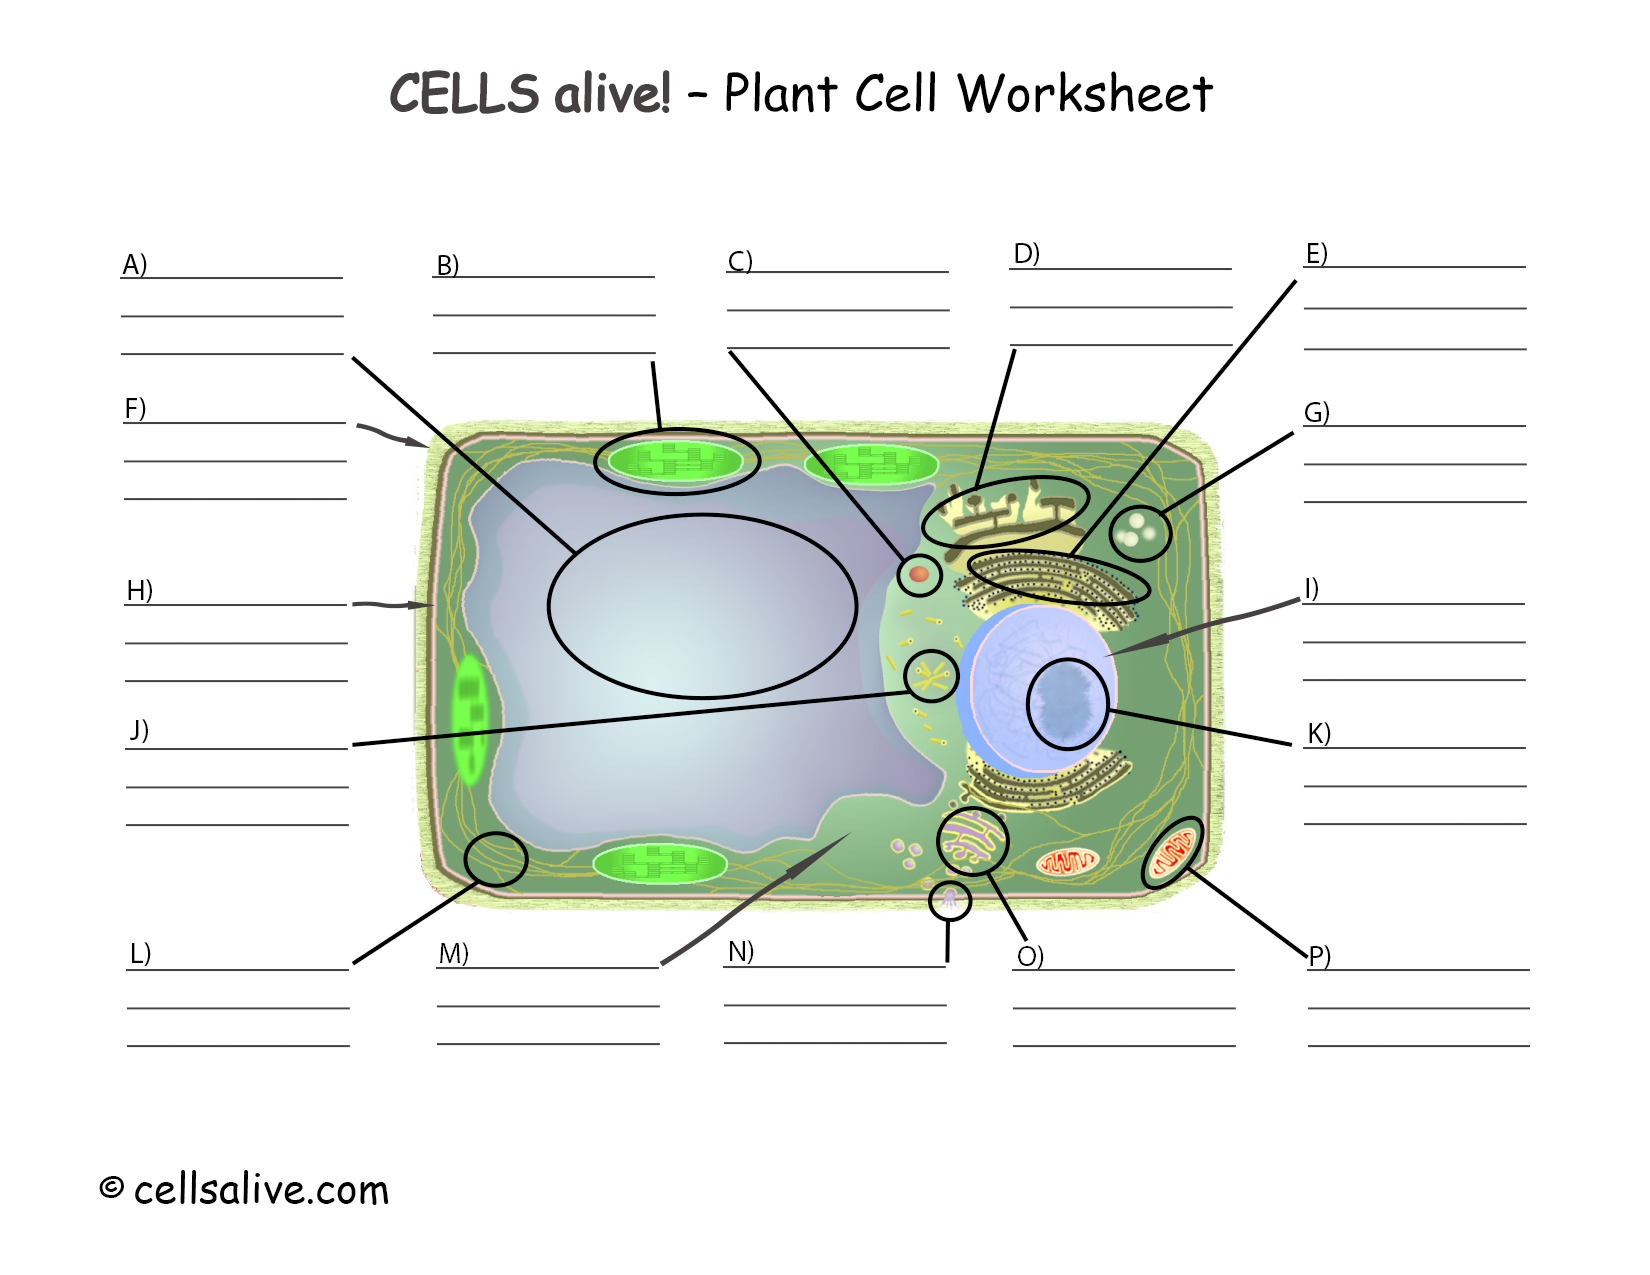 CELLS alive! – Plant Cell Worksheet
A)
B)
C)
D)
E)
F)
G)
H)
I)
J)
K)
L)
M)
N)
O)
P)
© cellsalive.com